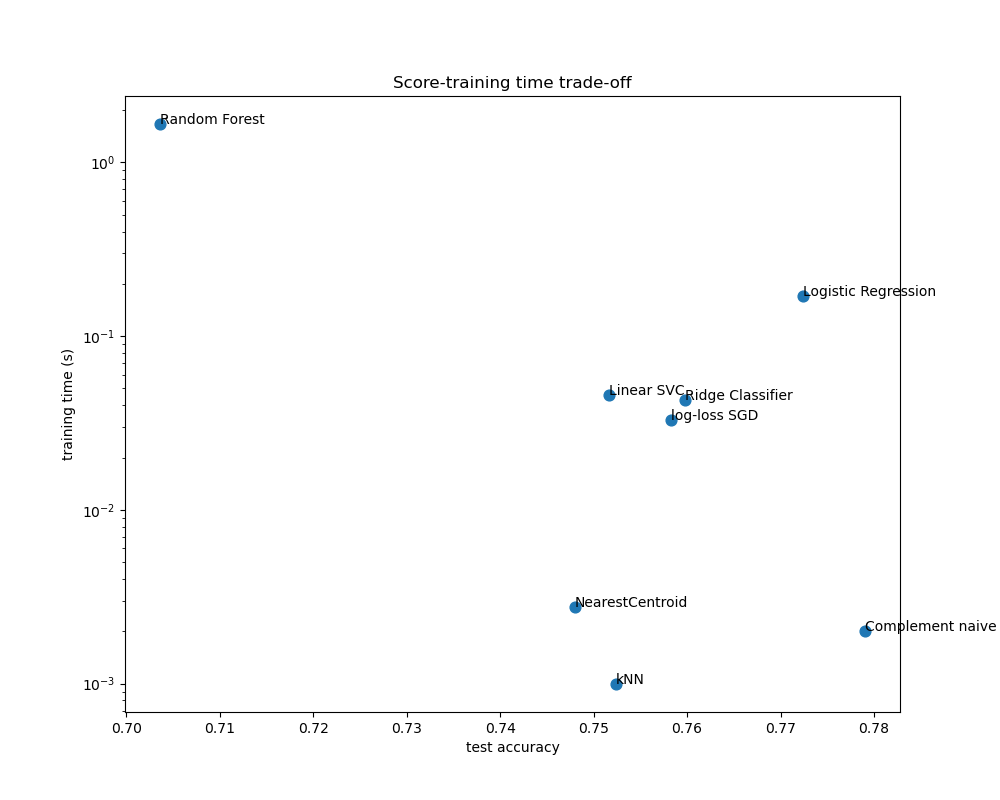 Score-training time trade-off
Random Forest
10⁰
Logistic Regression
10⁻¹
Linear SVC
Ridge Classifier
log-loss SGD
training time (s)
10⁻²
NearestCentroid
Complement naive
kNN
10⁻³
0.70 0.71 0.72 0.73 0.74 0.75 0.76 0.77 0.78
test accuracy